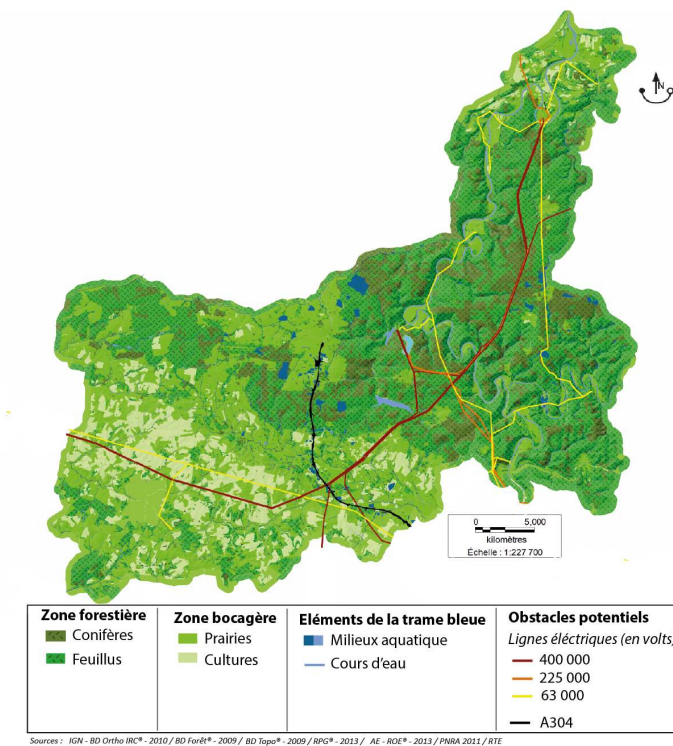 N
0 5,000
kilomètres
Échelle : 1:227 700
Zone forestière
Conifères
Feuillus
Zone bocagère
Prairies
Cultures
Eléments de la trame bleue
Milieux aquatique
Cours d'eau
Obstacles potentiels
Lignes éléctriques (en volts)
400 000
225 000
63 000
A304
Sources : IGN - BD Ortho IRC® - 2010 / BD Forêt® - 2009 / BD Topo® - 2009 / RPG® - 2013 / AE - ROE® - 2013 / PNRA 2011 / RTE